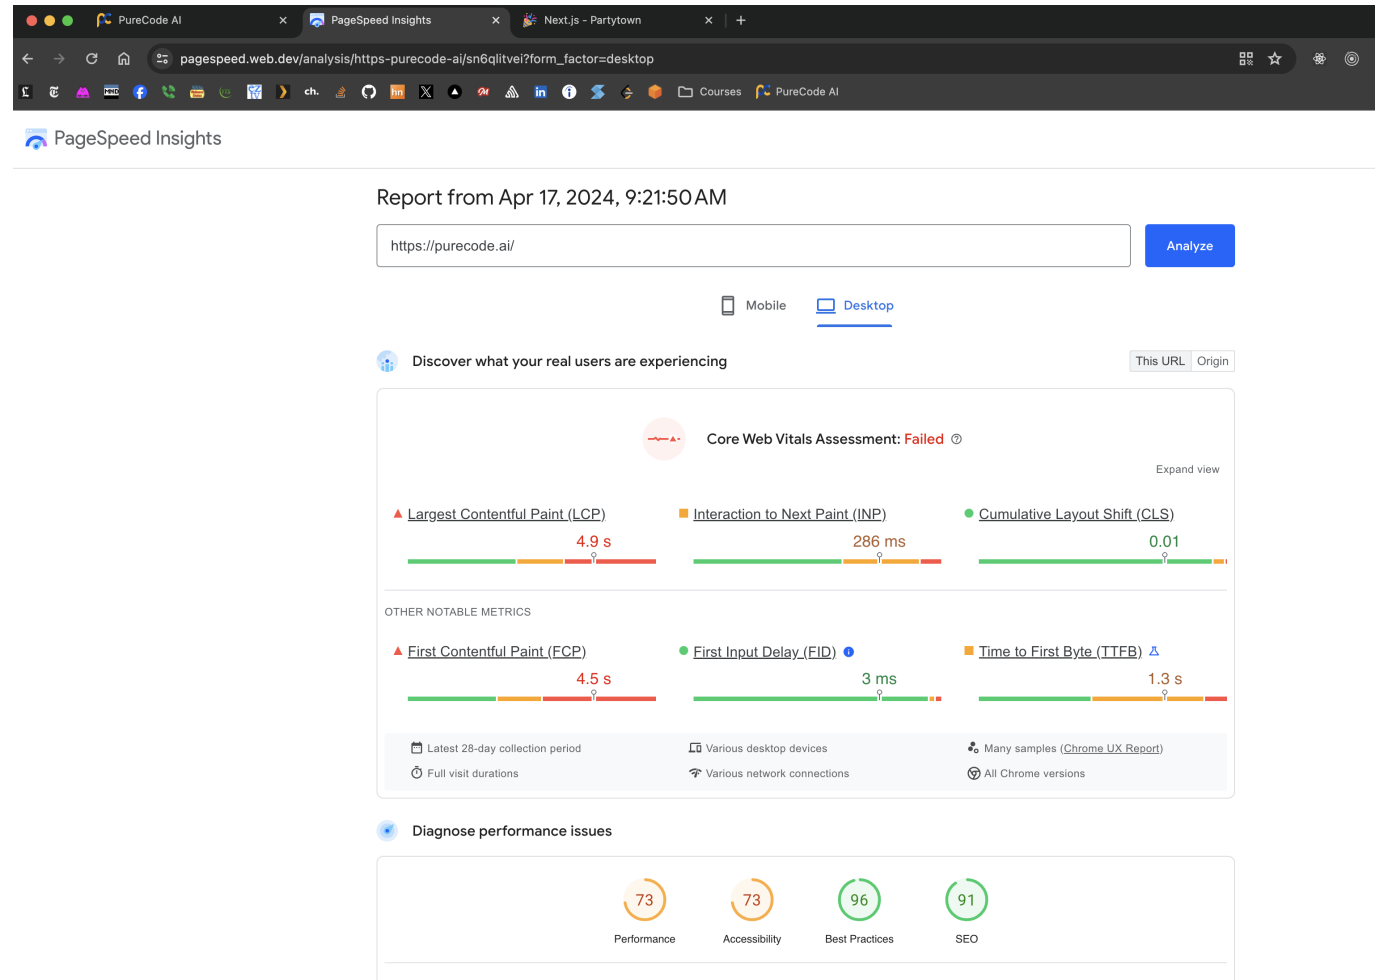 PureCode AI
PageSpeed Insights
Next.js - Partytown
pagespeed.web.dev/analysis/https-purecode-ai/sn6qlitvei?form_factor=desktop
MHD
ch.
hn
X
in
Courses
PureCode AI
PageSpeed Insights
Report from Apr 17, 2024, 9:21:50 AM
https://purecode.ai/
Analyze
Mobile
Desktop
Discover what your real users are experiencing
This URL
Origin
Core Web Vitals Assessment: Failed
Expand view
Largest Contentful Paint (LCP)
4.9 s
Interaction to Next Paint (INP)
286 ms
Cumulative Layout Shift (CLS)
0.01
OTHER NOTABLE METRICS
First Contentful Paint (FCP)
4.5 s
First Input Delay (FID)
3 ms
Time to First Byte (TTFB)
1.3 s
Latest 28-day collection period
Various desktop devices
Many samples (Chrome UX Report)
Full visit durations
Various network connections
All Chrome versions
Diagnose performance issues
73
Performance
73
Accessibility
96
Best Practices
91
SEO